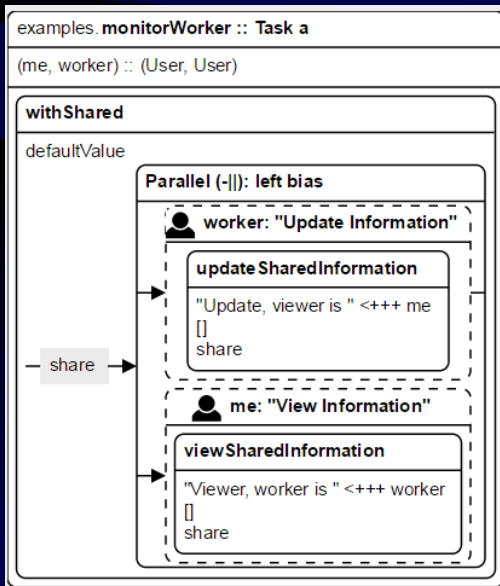 examples.monitorWorker :: Task a
(me, worker) :: (User, User)
withShared
defaultValue
Parallel (-||): left bias
worker: "Update Information"
updateSharedInformation
"Update, viewer is " <+++ me
[]
share
share
me: "View Information"
viewSharedInformation
"Viewer, worker is " <+++ worker
[]
share